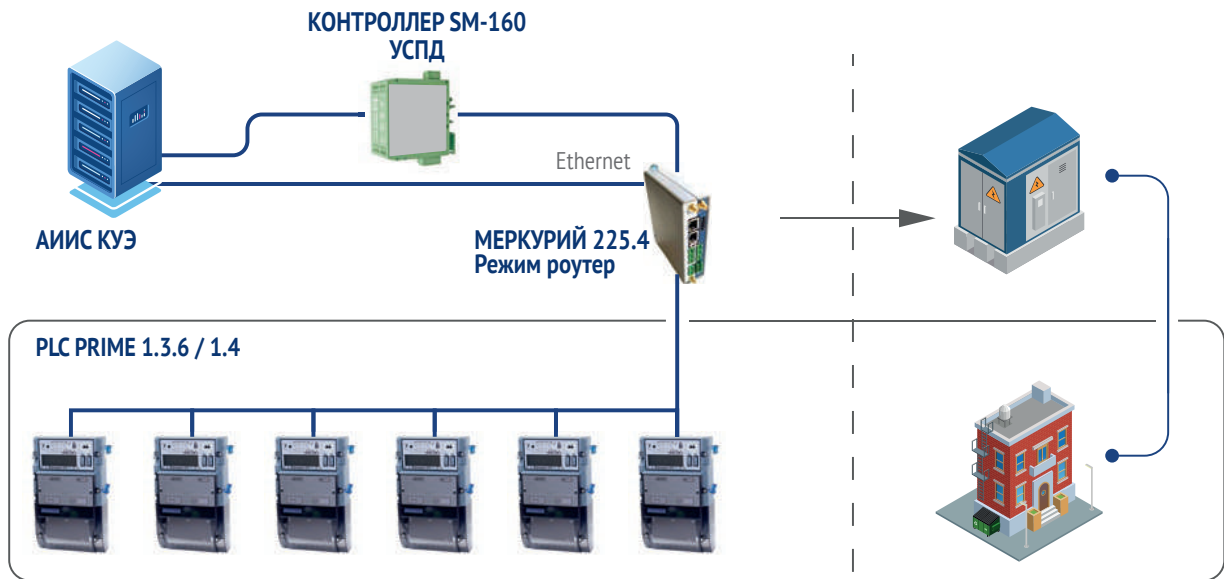 КОНТРОЛЛЕР SM-160
УСПД
Ethernet
АИИС КУЭ
МЕРКУРИЙ 225.4
Режим роутер
PLC PRIME 1.3.6 / 1.4